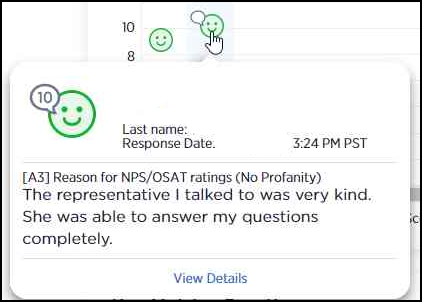 10
8
10
Last name:
Response Date. 3:24 PM PST
[A3] Reason for NPS/OSAT ratings (No Profanity)
The representative I talked to was very kind.
She was able to answer my questions
completely.
View Details